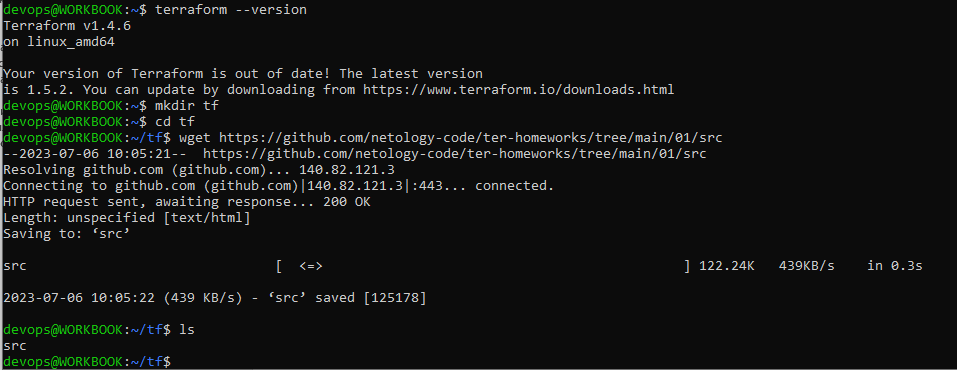 devops@WORKBOOK:~$ terraform --version
Terraform v1.4.6
on linux_amd64
Your version of Terraform is out of date! The latest version
is 1.5.2. You can update by downloading from https://www.terraform.io/downloads.html
devops@WORKBOOK:~$ mkdir tf
devops@WORKBOOK:~$ cd tf
devops@WORKBOOK:~/tf$ wget https://github.com/netology-code/ter-homeworks/tree/main/01/src
--2023-07-06 10:05:21--  https://github.com/netology-code/ter-homeworks/tree/main/01/src
Resolving github.com (github.com)... 140.82.121.3
Connecting to github.com (github.com)|140.82.121.3|:443... connected.
HTTP request sent, awaiting response... 200 OK
Length: unspecified [text/html]
Saving to: ‘src’
src                                [  <=>                                             ] 122.24K   439KB/s    in 0.3s
2023-07-06 10:05:22 (439 KB/s) - ‘src’ saved [125178]
devops@WORKBOOK:~/tf$ ls
src
devops@WORKBOOK:~/tf$